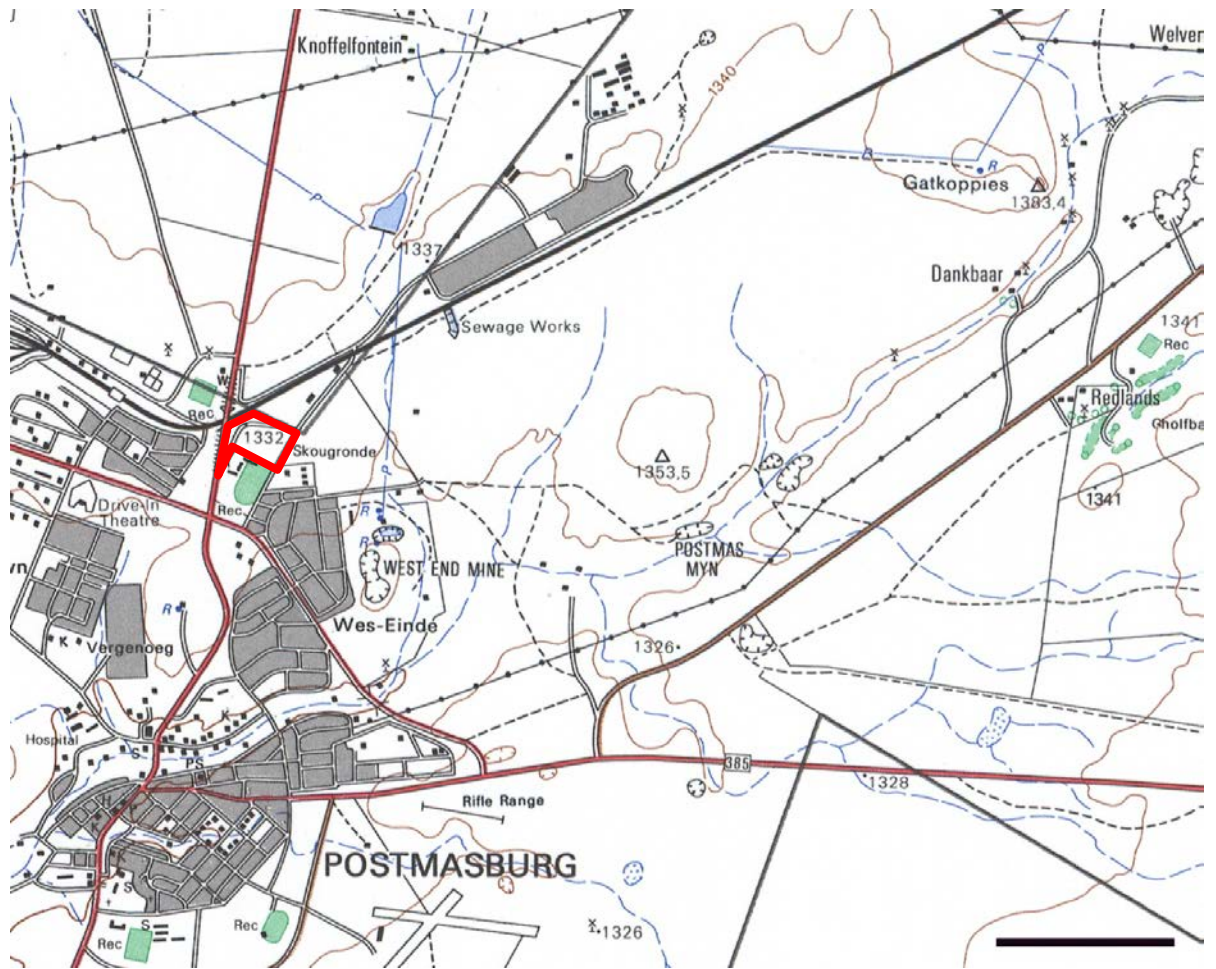 Knoffelfontein
Welver
1340
P
P
R
Gatkoppies
1383,4
1337
Dankbaar
Sewage Works
1341
Rec
W
Redlands
Rec
Gholfba
1332
Skougronde
1353,5
1341
Rec
Drive-In
Theatre
P
R
R
POSTMAS
MYN
WEST END MINE
wn
R
Wes-Einde
K
Vergenoeg
1326
K
Hospital
S
PS
385
1328
H
P
K
Rifle Range
K
POSTMASBURG
S
S
Rec
Rec
1326